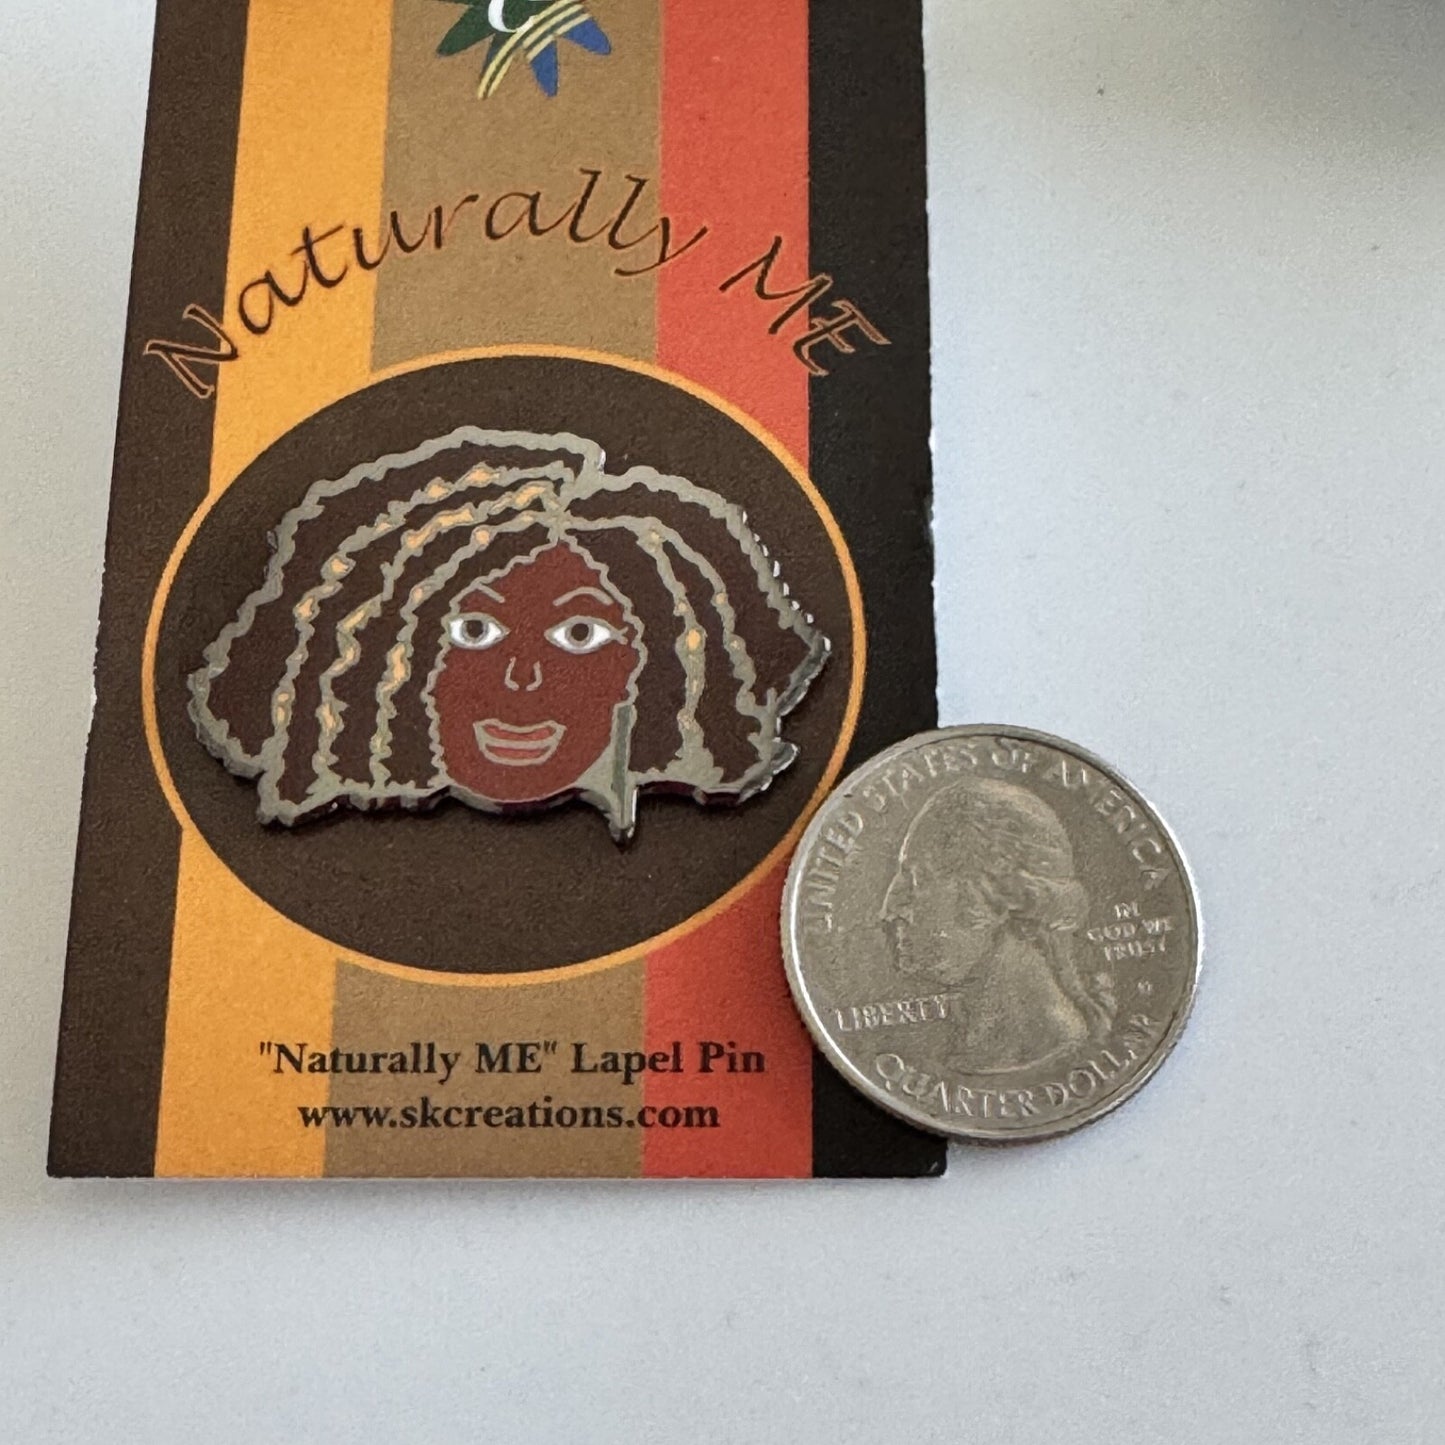 Naturally ME
"Naturally ME" Lapel Pin
www.skcreations.com
UNITED STATES OF AMERICA
IN
GOD WE
TRUST
S
LIBERTY
QUARTER DOLLAR